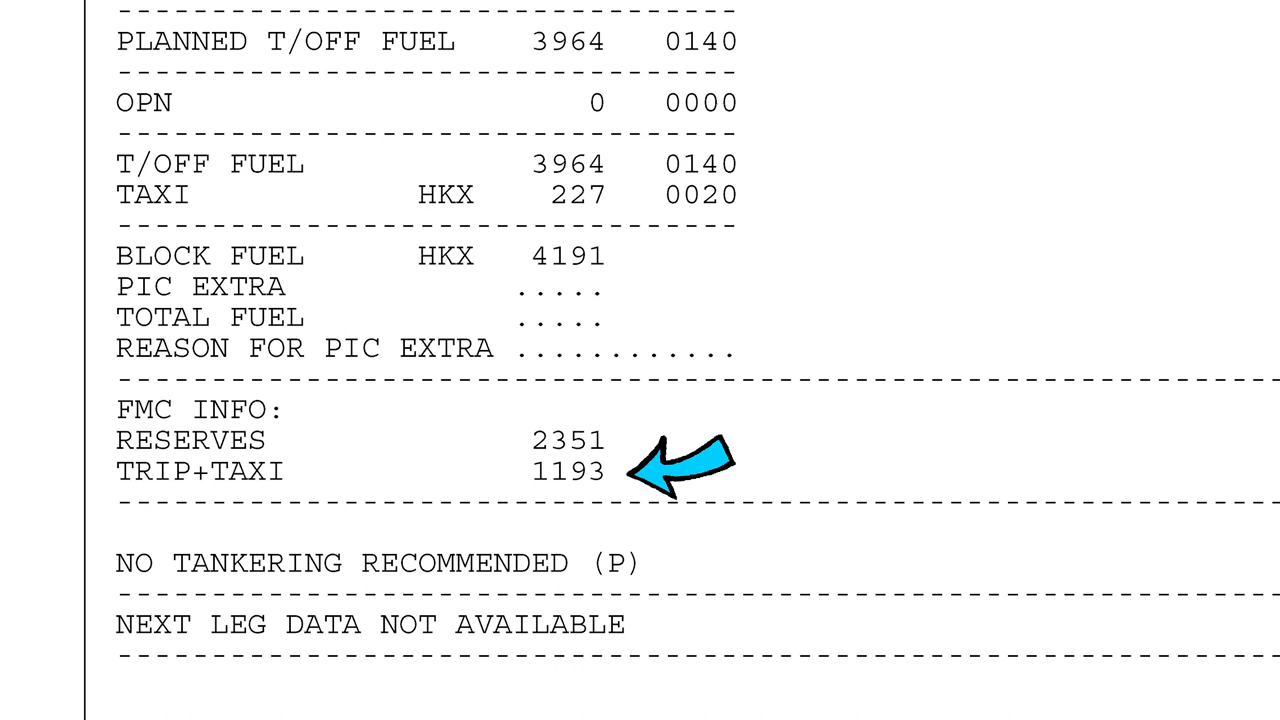 PLANNED T/OFF FUEL 3964 0140
OPN 0 0000
T/OFF FUEL 3964 0140
TAXI HKX 227 0020
BLOCK FUEL HKX 4191
PIC EXTRA .....
TOTAL FUEL .....
REASON FOR PIC EXTRA ............
FMC INFO:
RESERVES 2351
TRIP+TAXI 1193
NO TANKERING RECOMMENDED (P)
NEXT LEG DATA NOT AVAILABLE